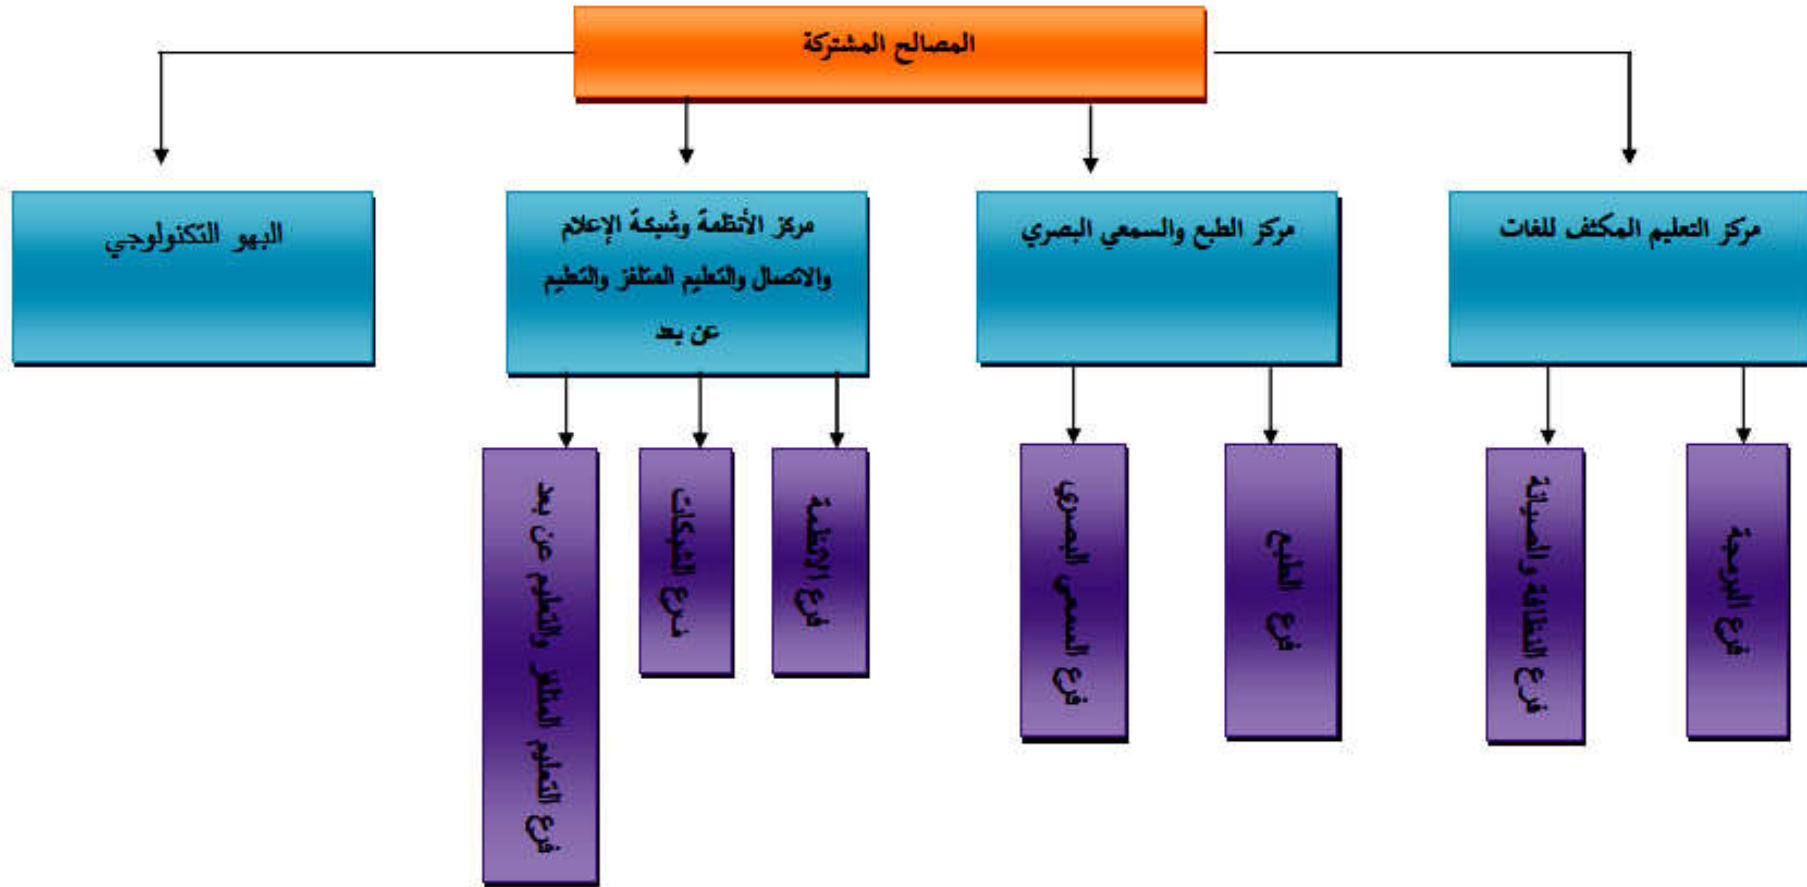 المصالح المشتركة
مركز التعليم المكثف للغات
مركز الطبع والسمعي البصري
مركز الأنظمة وشبكة الإعلام
والاتصال والتعليم المتلفز والتعليم
عن بعد
البهو التكنولوجي
فرع البرمجة
فرع النظافة والصيانة
فرع الطبع
فرع السمعي البصري
فرع الانظمة
فرع الشبكات
فرع التعليم المتلفز والتعليم عن بعد